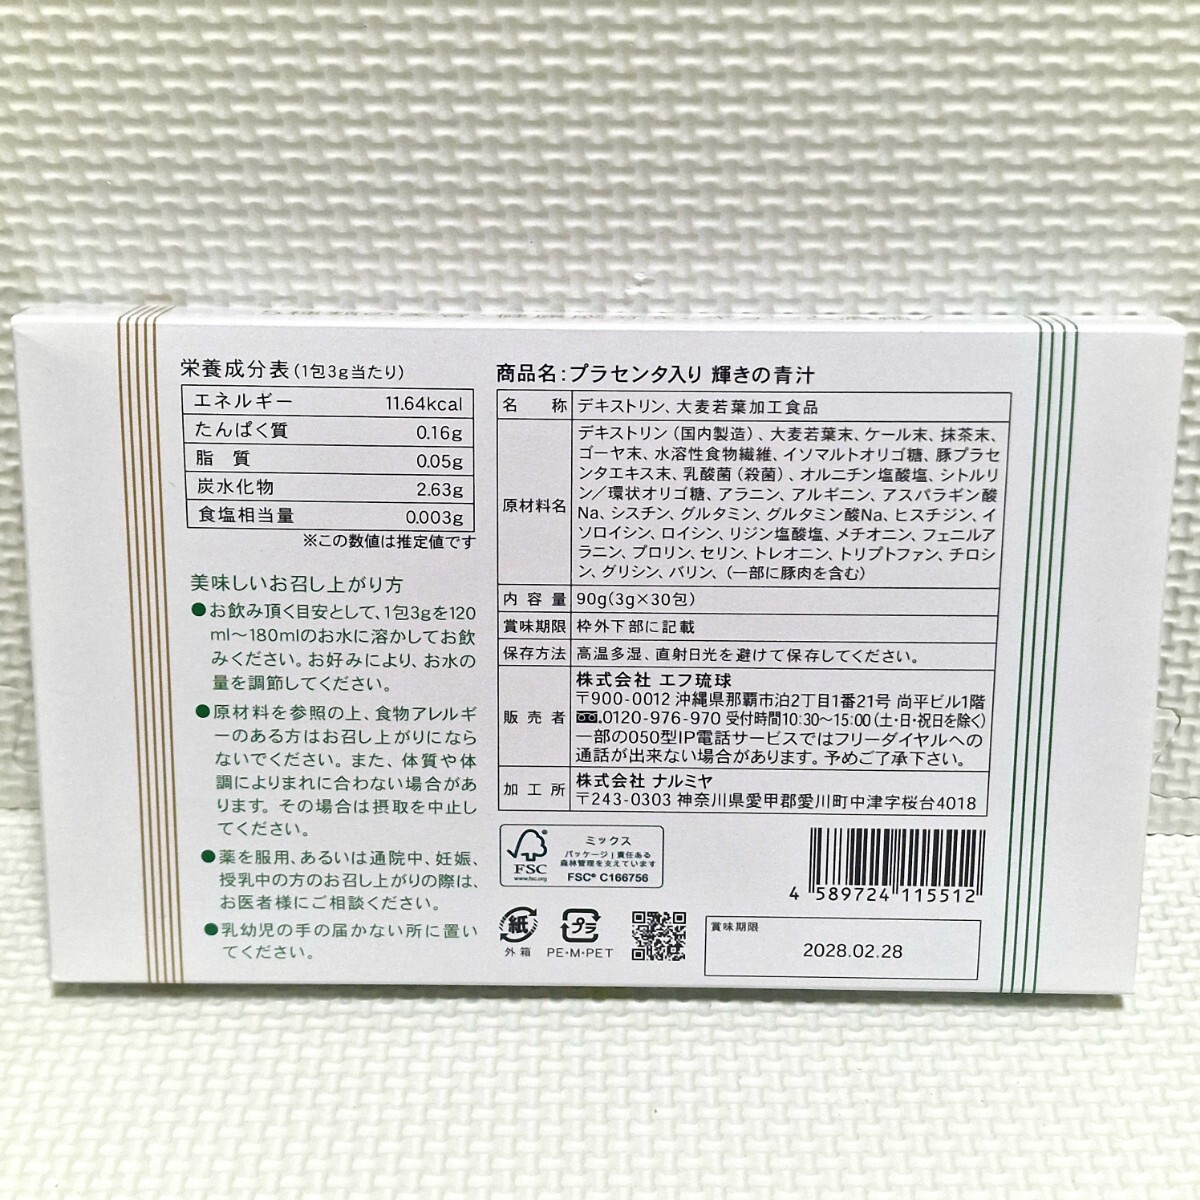 栄養成分表(1包3g当たり)
エネルギー 11.64kcal
たんぱく質 0.16g
脂 質 0.05g
炭水化物 2.63g
食塩相当量 0.003g
※この数値は推定値です
美味しいお召し上がり方
●お飲み頂く目安として、1包3gを120
ml~180mlのお水に溶かしてお飲
みください。お好みにより、お水の
量を調節してください。
●原材料を参照の上、食物アレルギ
ーのある方はお召し上がりになら
ないでください。また、体質や体
調によりまれに合わない場合があ
ります。その場合は摂取を中止し
てください。
●薬を服用、あるいは通院中、妊娠、
授乳中の方のお召し上がりの際は、
お医者様にご相談ください。
●乳幼児の手の届かない所に置い
てください。
商品名:プラセンタ入り 輝きの青汁
名 称 デキストリン、大麦若葉加工食品
原材料名
デキストリン(国内製造)、大麦若葉末、ケール末、抹茶末、
ゴーヤ末、水溶性食物繊維、イソマルトオリゴ糖、豚プラセ
ンタエキス末、乳酸菌(殺菌)、オルニチン塩酸塩、シトルリ
ン/環状オリゴ糖、アラニン、アルギニン、アスパラギン酸
Na、シスチン、グルタミン、グルタミン酸Na、ヒスチジン、イ
ソロイシン、ロイシン、リジン塩酸塩、メチオニン、フェニルア
ラニン、プロリン、セリン、トレオニン、トリプトファン、チロシ
ン、グリシン、バリン、(一部に豚肉を含む)
内 容 量 90g(3g×30包)
賞味期限 枠外下部に記載
保存方法 高温多湿、直射日光を避けて保存してください。
販 売 者
株式会社 エフ琉球
〒900-0012 沖縄県那覇市泊2丁目1番21号 尚平ビル1階
0120-976-970 受付時間10:30~15:00(土・日・祝日を除く)
一部の050型IP電話サービスではフリーダイヤルへの
通話が出来ない場合があります。予めご了承下さい。
加 工 所
株式会社 ナルミヤ
〒243-0303 神奈川県愛甲郡愛川町中津字桜台4018
FSC
www.fsc.org
ミックス
パッケージ|責任ある
森林管理を支えています
FSC® C166756
4 589724 115512
紙
外箱
プラ
PE・M・PET
賞味期限
2028.02.28